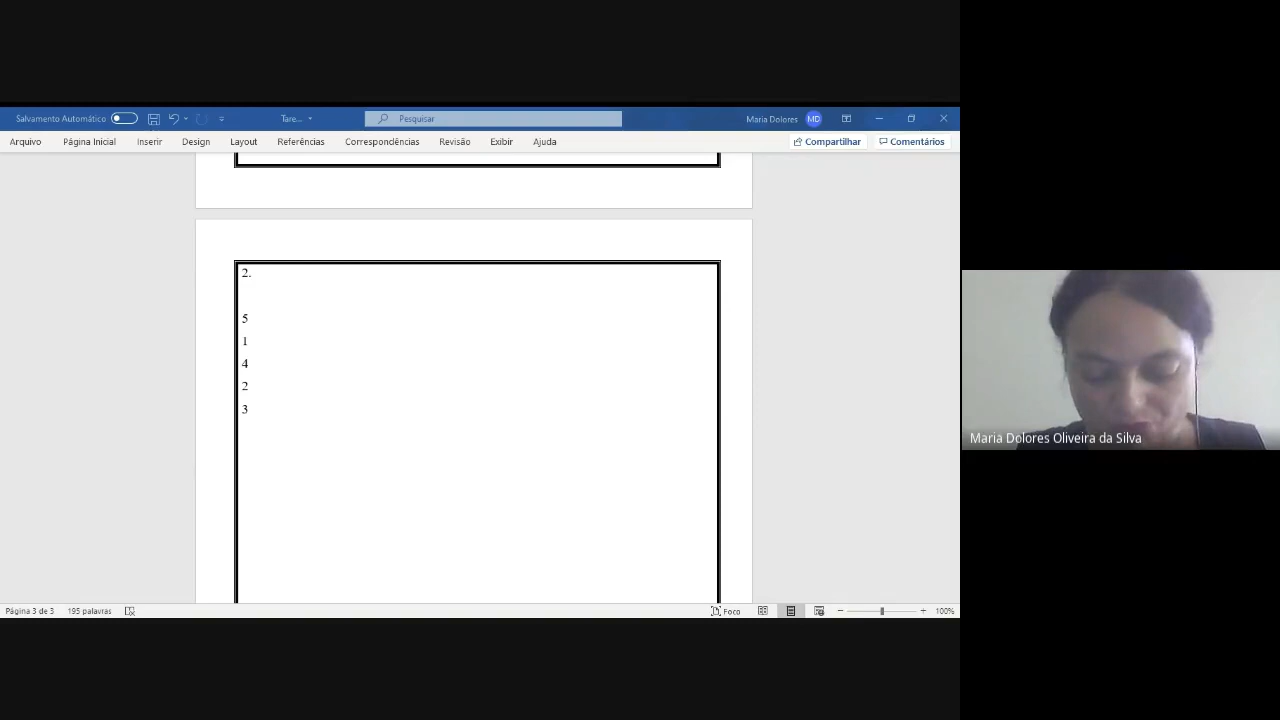 Salvamento Automático
Tare...
Pesquisar
Maria Dolores
MD
Arquivo
Página Inicial
Inserir
Design
Layout
Referências
Correspondências
Revisão
Exibir
Ajuda
Compartilhar
Comentários
2.
5
1
4
2
3
Maria Dolores Oliveira da Silva
Página 3 de 3
195 palavras
Foco
100%